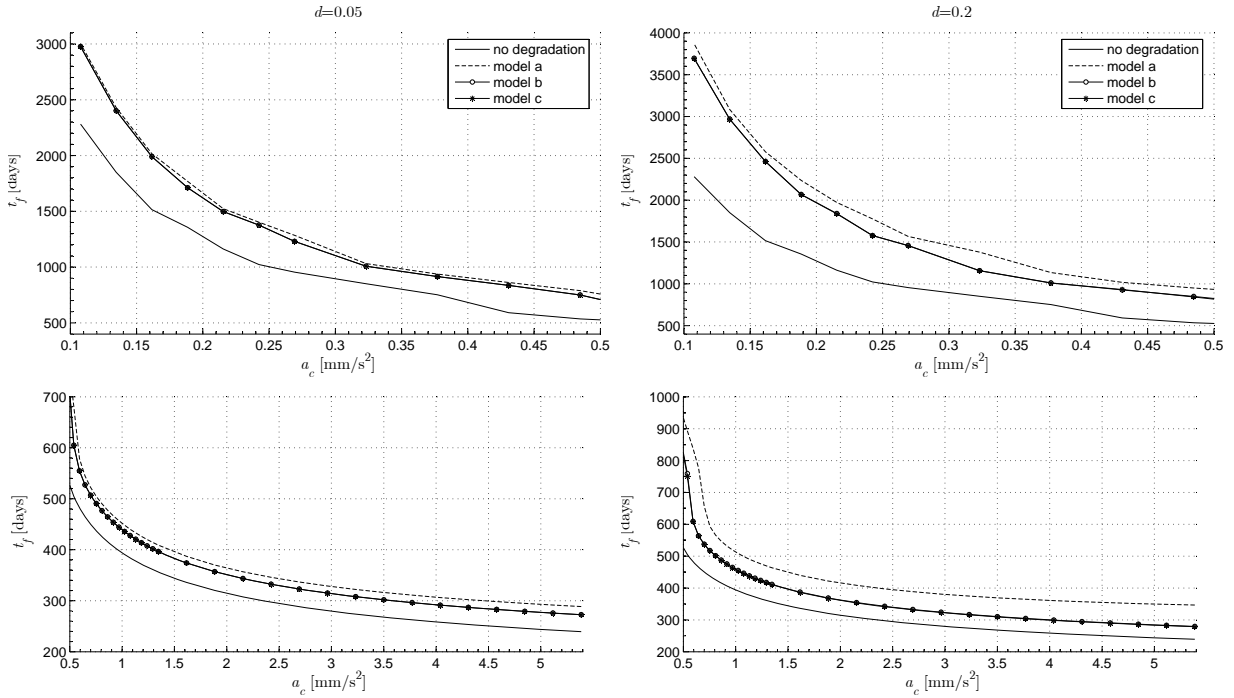 d=0.05
3000
2500
2000
1500
1000
500
t_f [days]
0.1 0.15 0.2 0.25 0.3 0.35 0.4 0.45 0.5
a_c [mm/s²]
no degradation
model a
model b
model c
d=0.2
4000
3500
3000
2500
2000
1500
1000
500
t_f [days]
0.1 0.15 0.2 0.25 0.3 0.35 0.4 0.45 0.5
a_c [mm/s²]
no degradation
model a
model b
model c
700
600
500
400
300
200
t_f [days]
0.5 1 1.5 2 2.5 3 3.5 4 4.5 5
a_c [mm/s²]
1000
900
800
700
600
500
400
300
200
t_f [days]
0.5 1 1.5 2 2.5 3 3.5 4 4.5 5
a_c [mm/s²]